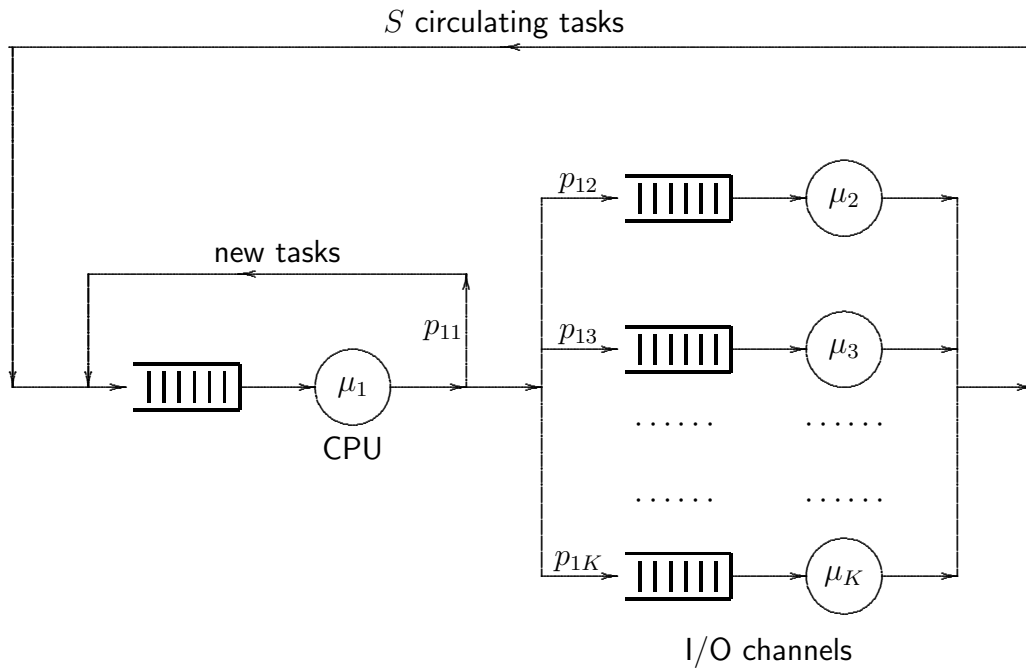 S circulating tasks
p₁₂
μ₂
new tasks
p₁₁
p₁₃
μ₃
μ₁
CPU
......
......
......
......
p₁K
μK
I/O channels